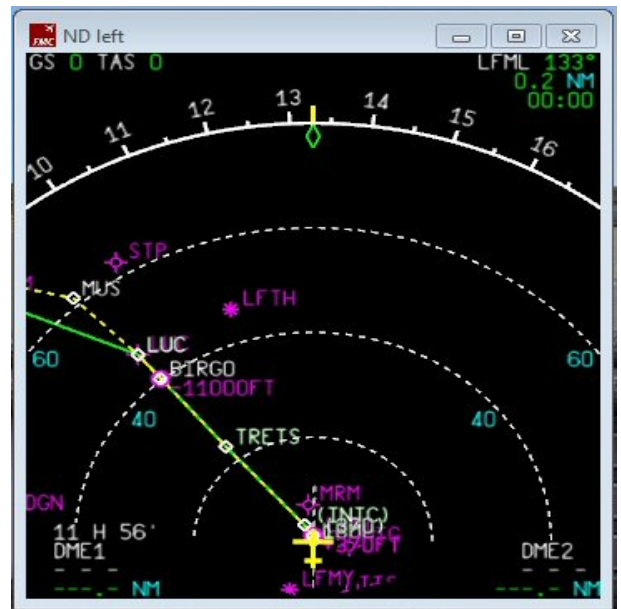 FMC ND left
GS 0 TAS 0
LFML 133°
0.2 NM
00:00
10 11 12 13 14 15 16
STP
MUS
LFTH
LUC
BIRGO
-11000FT
60 60
40 40
TRETS
MRM
(INTC)
DGN
11 H 56'
DME1 DME2
LFMY
- - - - - -
---.- NM ---.- NM